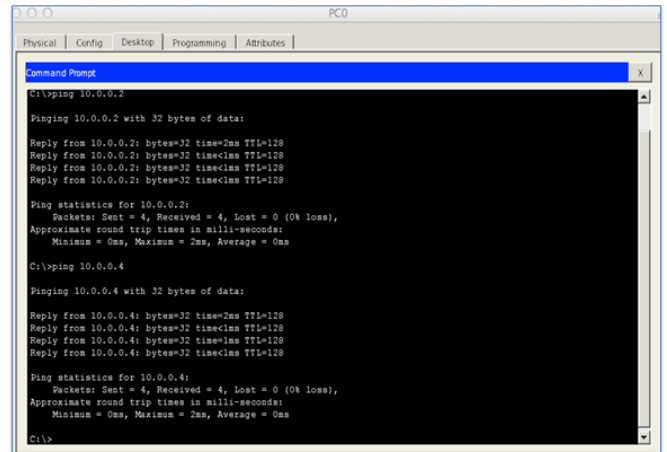 PC0
Physical Config Desktop Programming Attributes
Command Prompt X
C:\>ping 10.0.0.2
Pinging 10.0.0.2 with 32 bytes of data:
Reply from 10.0.0.2: bytes=32 time=2ms TTL=128
Reply from 10.0.0.2: bytes=32 time<1ms TTL=128
Reply from 10.0.0.2: bytes=32 time<1ms TTL=128
Reply from 10.0.0.2: bytes=32 time<1ms TTL=128
Ping statistics for 10.0.0.2:
Packets: Sent = 4, Received = 4, Lost = 0 (0% loss),
Approximate round trip times in milli-seconds:
Minimum = 0ms, Maximum = 2ms, Average = 0ms
C:\>ping 10.0.0.4
Pinging 10.0.0.4 with 32 bytes of data:
Reply from 10.0.0.4: bytes=32 time=2ms TTL=128
Reply from 10.0.0.4: bytes=32 time<1ms TTL=128
Reply from 10.0.0.4: bytes=32 time<1ms TTL=128
Reply from 10.0.0.4: bytes=32 time<1ms TTL=128
Ping statistics for 10.0.0.4:
Packets: Sent = 4, Received = 4, Lost = 0 (0% loss),
Approximate round trip times in milli-seconds:
Minimum = 0ms, Maximum = 2ms, Average = 0ms
C:\>